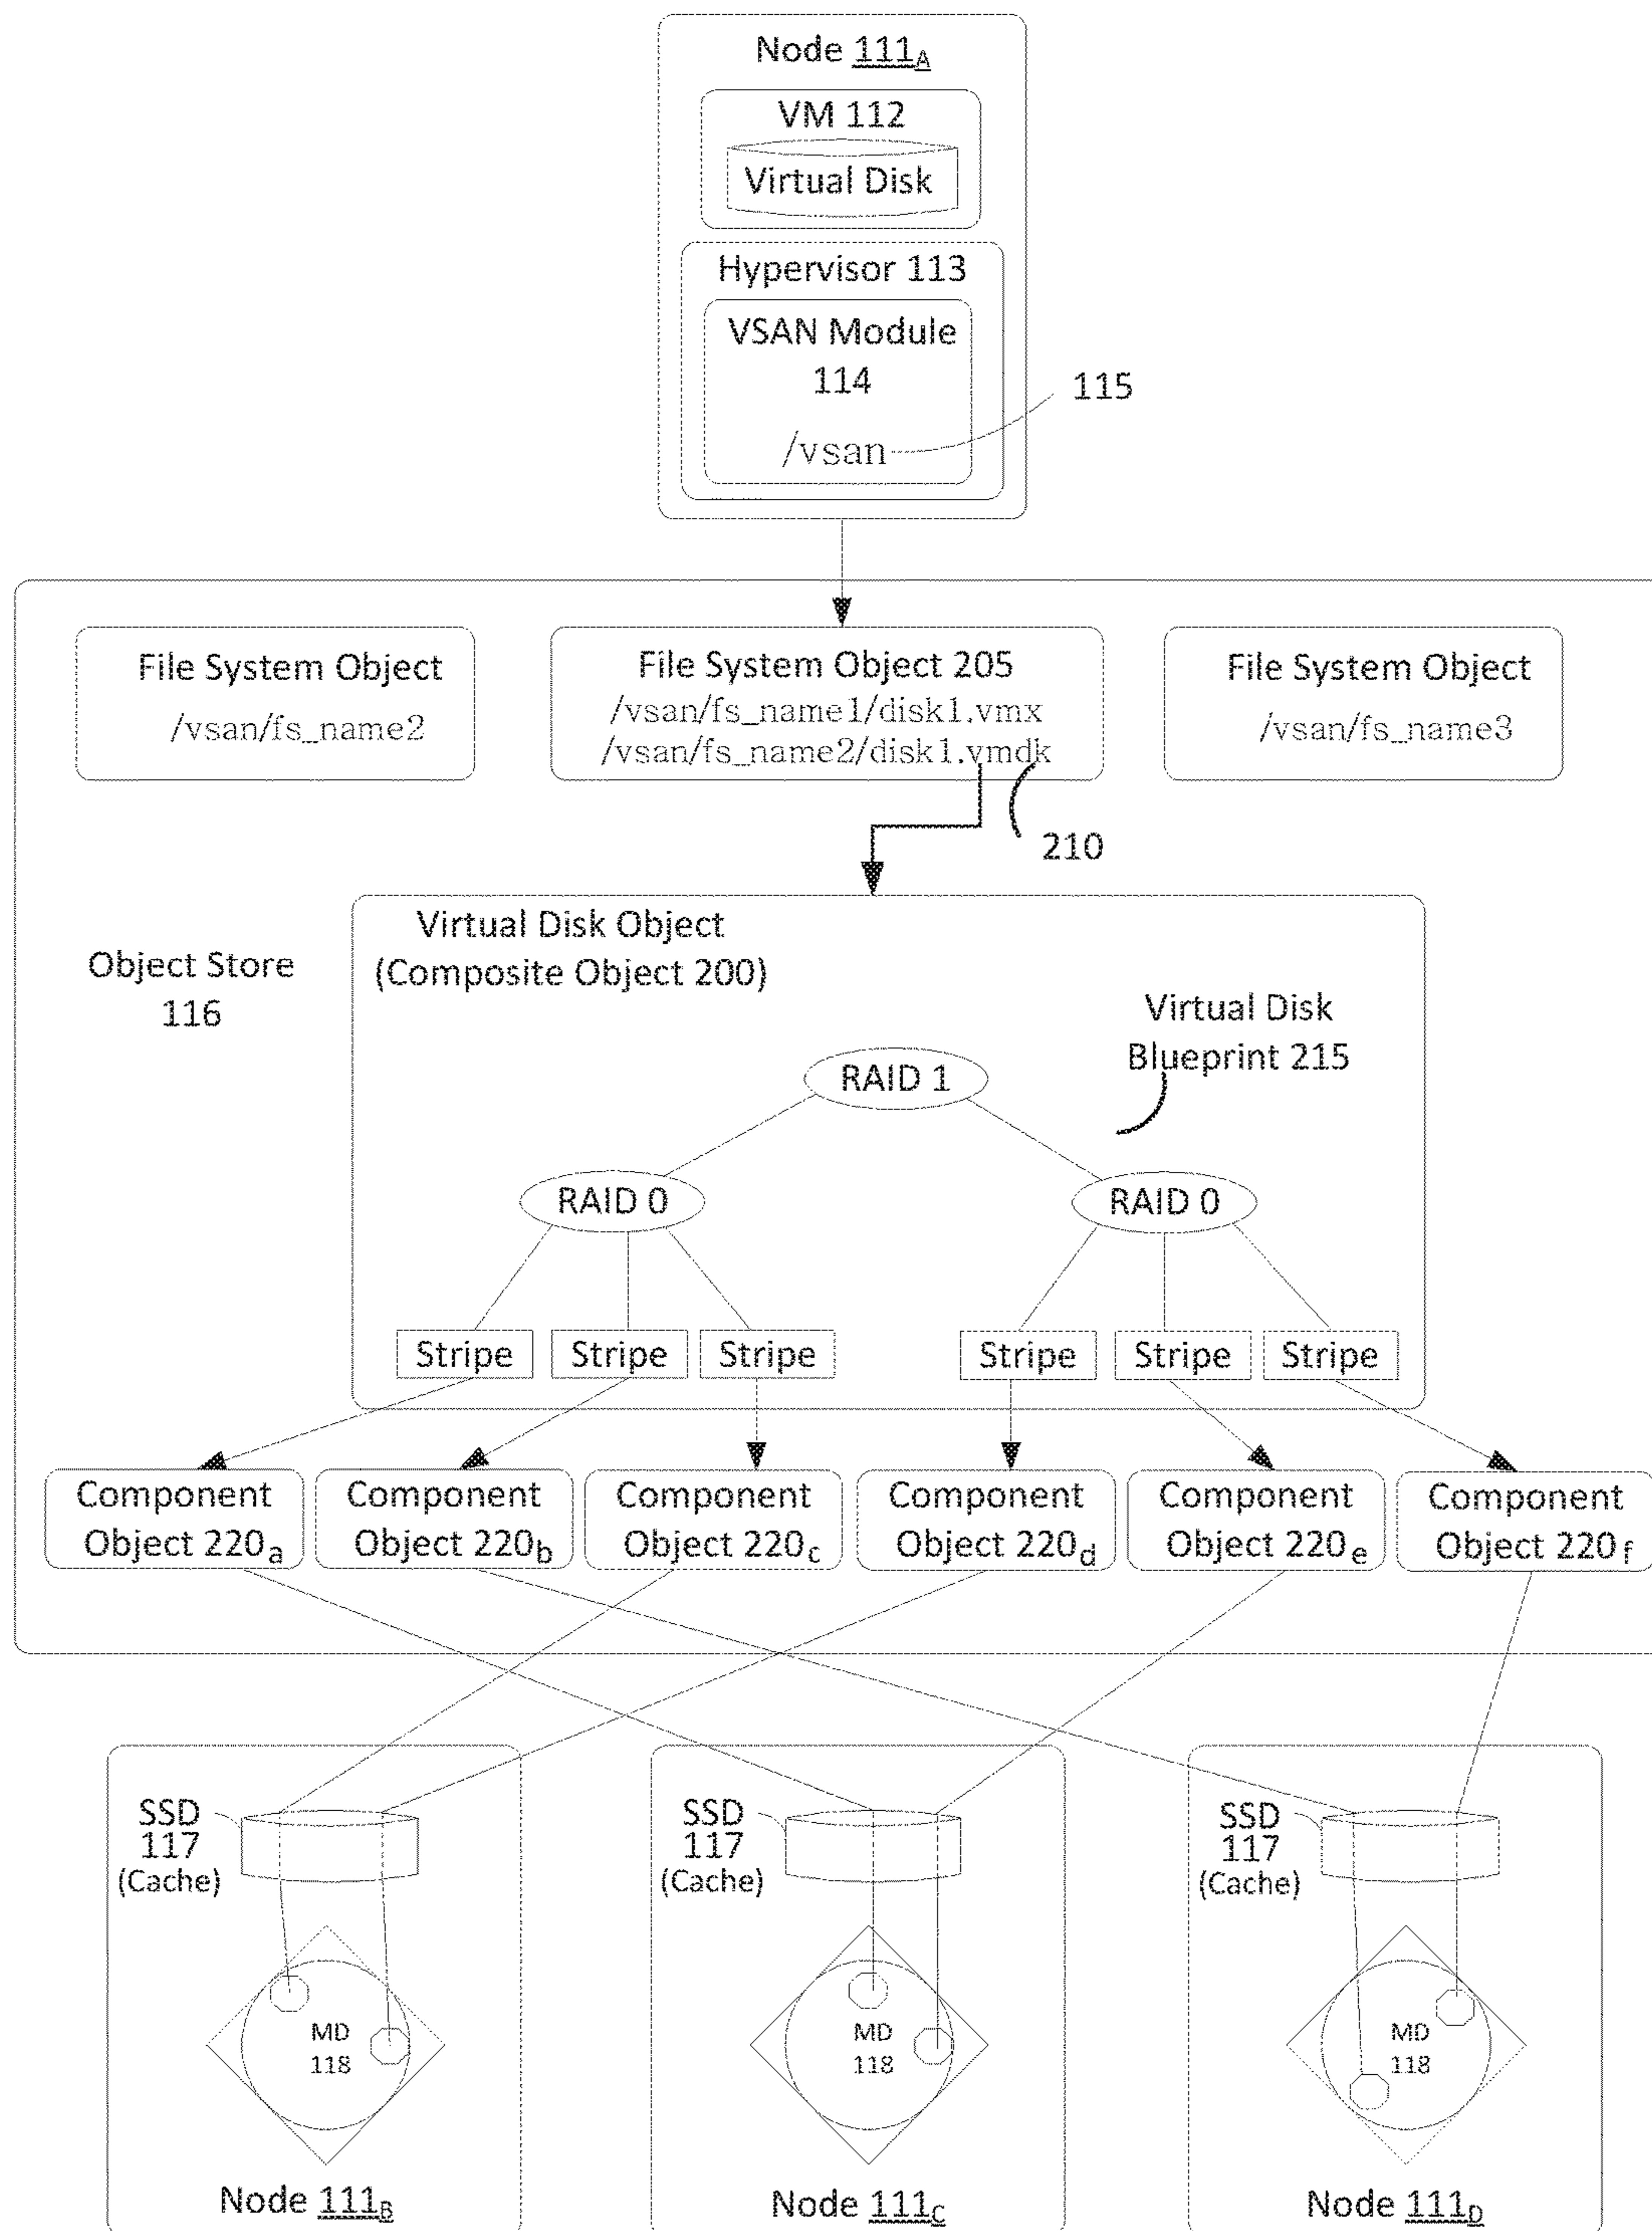 Node 111A
VM 112
Virtual Disk
Hypervisor 113
VSAN Module
114
/vsan
115
File System Object
/vsan/fs_name2
File System Object 205
/vsan/fs_name1/disk1.vmx
/vsan/fs_name2/disk1.vmdk
File System Object
/vsan/fs_name3
210
Virtual Disk Object
(Composite Object 200)
Object Store
116
Virtual Disk
Blueprint 215
RAID 1
RAID 0
RAID 0
Stripe
Stripe
Stripe
Stripe
Stripe
Stripe
Component
Object 220a
Component
Object 220b
Component
Object 220c
Component
Object 220d
Component
Object 220e
Component
Object 220f
SSD
117
(Cache)
MD
118
Node 111B
SSD
117
(Cache)
MD
118
Node 111C
SSD
117
(Cache)
MD
118
Node 111D